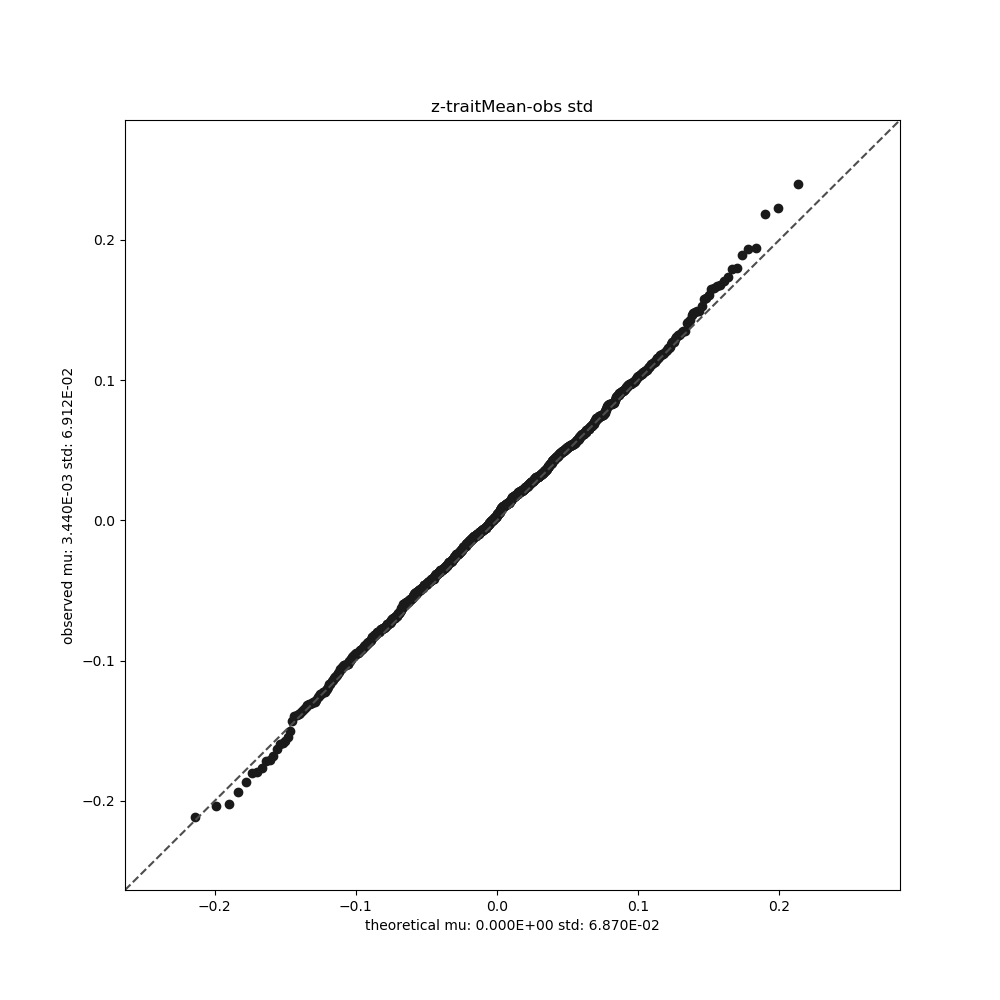 z-traitMean-obs std
0.2
0.1
0.0
−0.1
−0.2
observed mu: 3.440E-03 std: 6.912E-02
−0.2 −0.1 0.0 0.1 0.2
theoretical mu: 0.000E+00 std: 6.870E-02